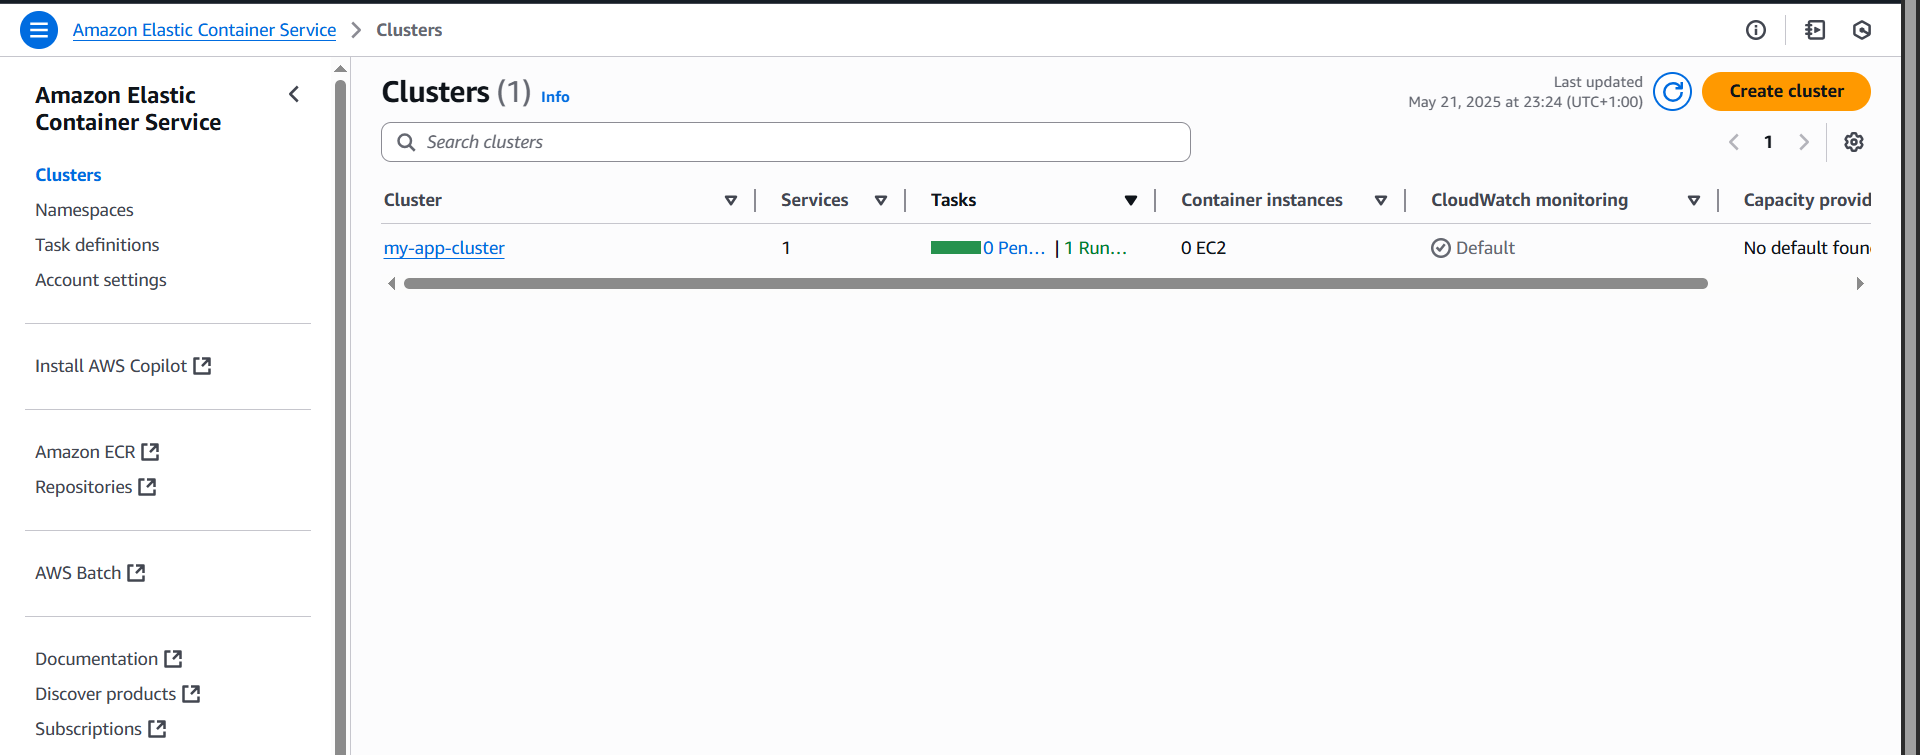 Amazon Elastic Container Service > Clusters
Amazon Elastic
Container Service
Clusters
Namespaces
Task definitions
Account settings
Install AWS Copilot
Amazon ECR
Repositories
AWS Batch
Documentation
Discover products
Subscriptions
Clusters (1) Info
Last updated
May 21, 2025 at 23:24 (UTC+1:00)
Create cluster
Search clusters
1
Cluster Services Tasks Container instances CloudWatch monitoring Capacity provid
my-app-cluster 1 0 Pen... | 1 Run... 0 EC2 Default No default foun